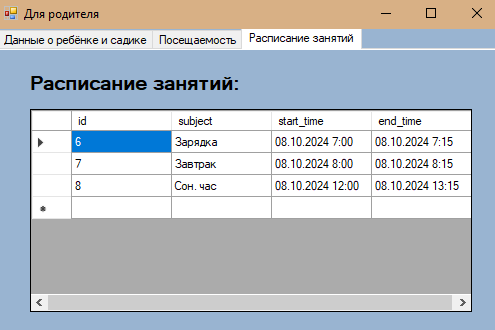 Для родителя
Данные о ребёнке и садике Посещаемость Расписание занятий
Расписание занятий:
id subject start_time end_time
6 Зарядка 08.10.2024 7:00 08.10.2024 7:15
7 Завтрак 08.10.2024 8:00 08.10.2024 8:15
8 Сон. час 08.10.2024 12:00 08.10.2024 13:15